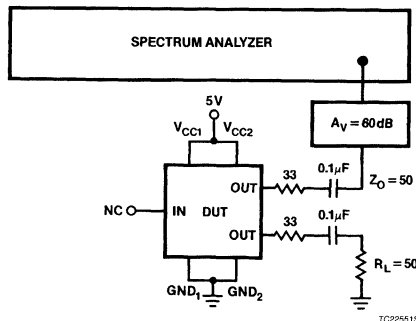 SPECTRUM ANALYZER
5V
VCC1 VCC2
AV = 60dB
OUT 33 0.1μF ZO = 50
NC IN DUT
OUT 33 0.1μF
RL = 50
GND1 GND2